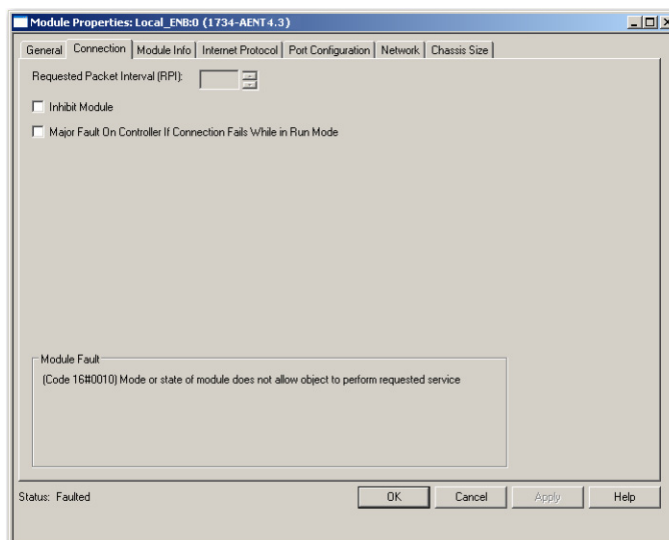 Module Properties: Local_ENB:0 (1734-AENT 4.3)
General Connection Module Info Internet Protocol Port Configuration Network Chassis Size
Requested Packet Interval (RPI):
Inhibit Module
Major Fault On Controller If Connection Fails While in Run Mode
Module Fault
(Code 16#0010) Mode or state of module does not allow object to perform requested service
Status: Faulted OK Cancel Apply Help